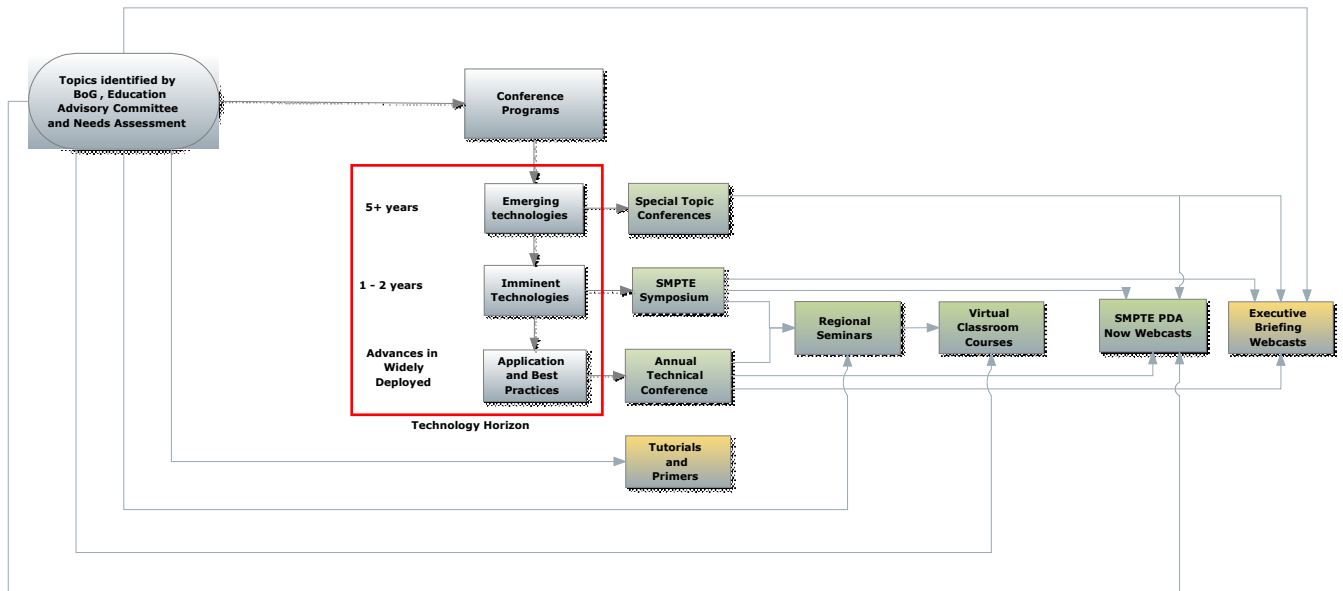 Topics identified by
BoG , Education
Advisory Committee
and Needs Assessment
Conference
Programs
5+ years
Emerging
technologies
Special Topic
Conferences
1 - 2 years
Imminent
Technologies
SMPTE
Symposium
Regional
Seminars
Virtual
Classroom
Courses
SMPTE PDA
Now Webcasts
Executive
Briefing
Webcasts
Advances in
Widely
Deployed
Application
and Best
Practices
Annual
Technical
Conference
Technology Horizon
Tutorials
and
Primers